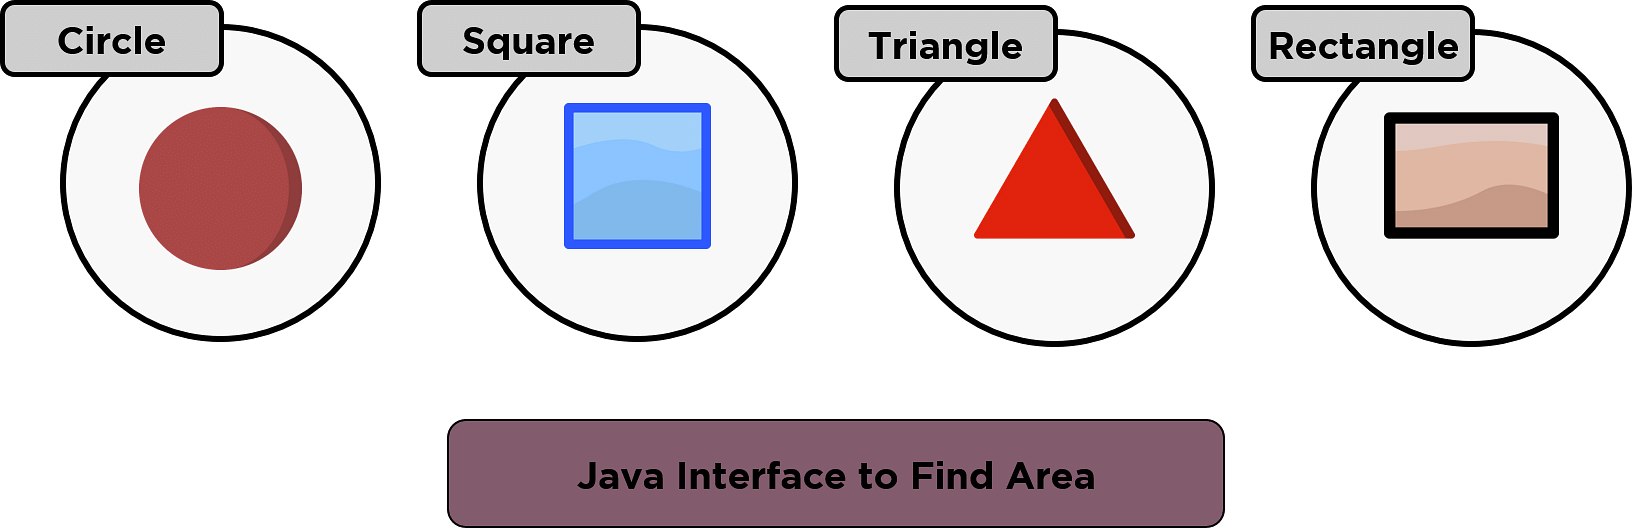 Circle
Square
Triangle
Rectangle
Java Interface to Find Area